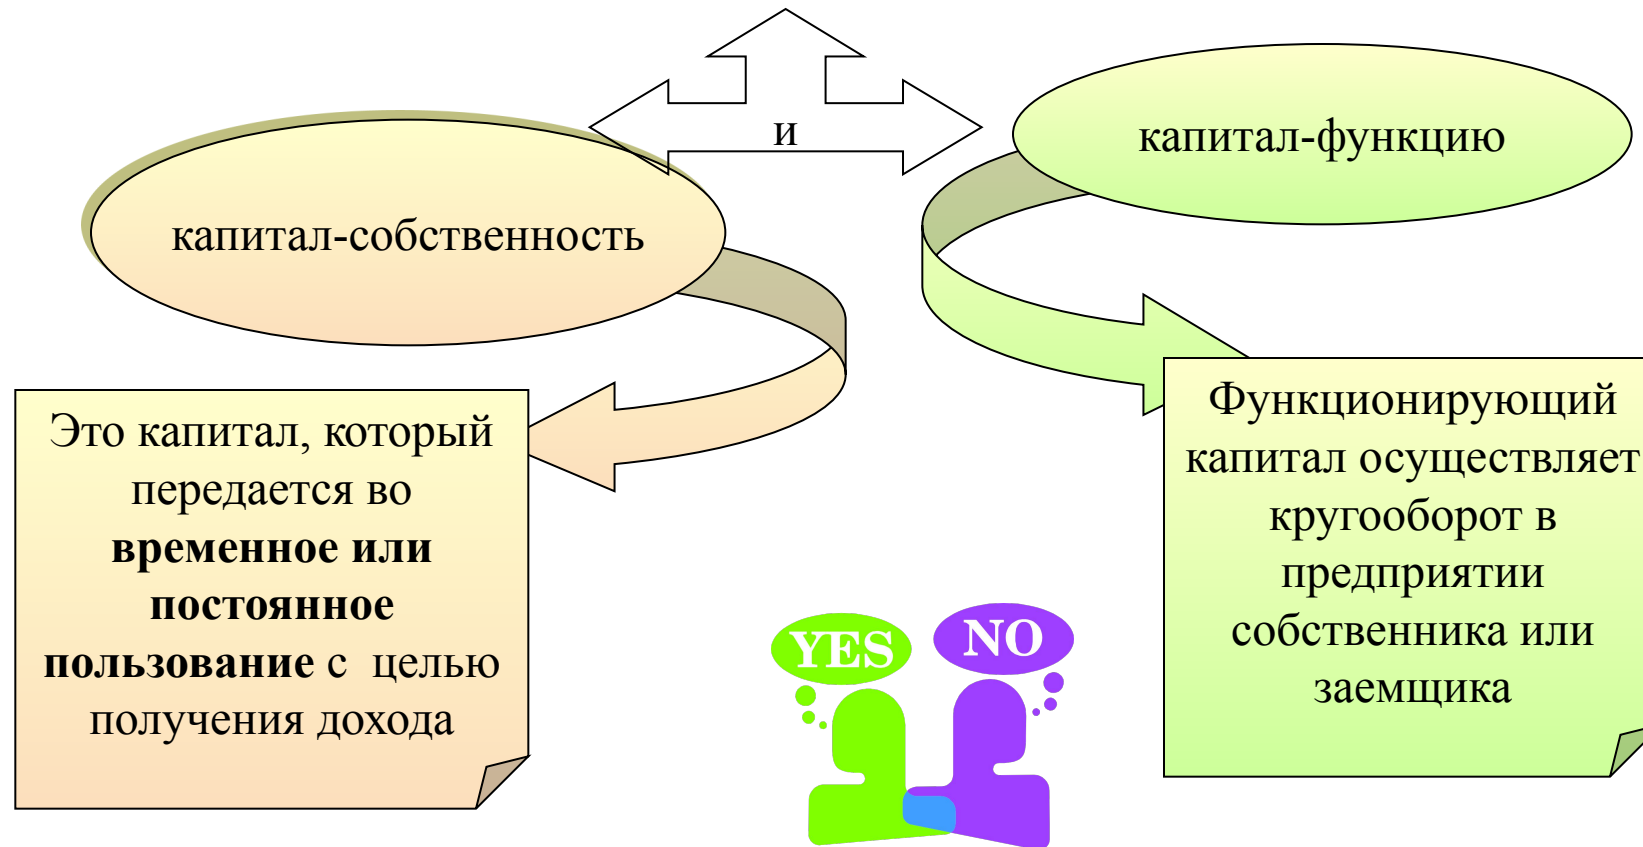 и
капитал-собственность
капитал-функцию
Это капитал, который
передается во
временное или
постоянное
пользование с целью
получения дохода
Функционирующий
капитал осуществляет
кругооборот в
предприятии
собственника или
заемщика
YES
NO